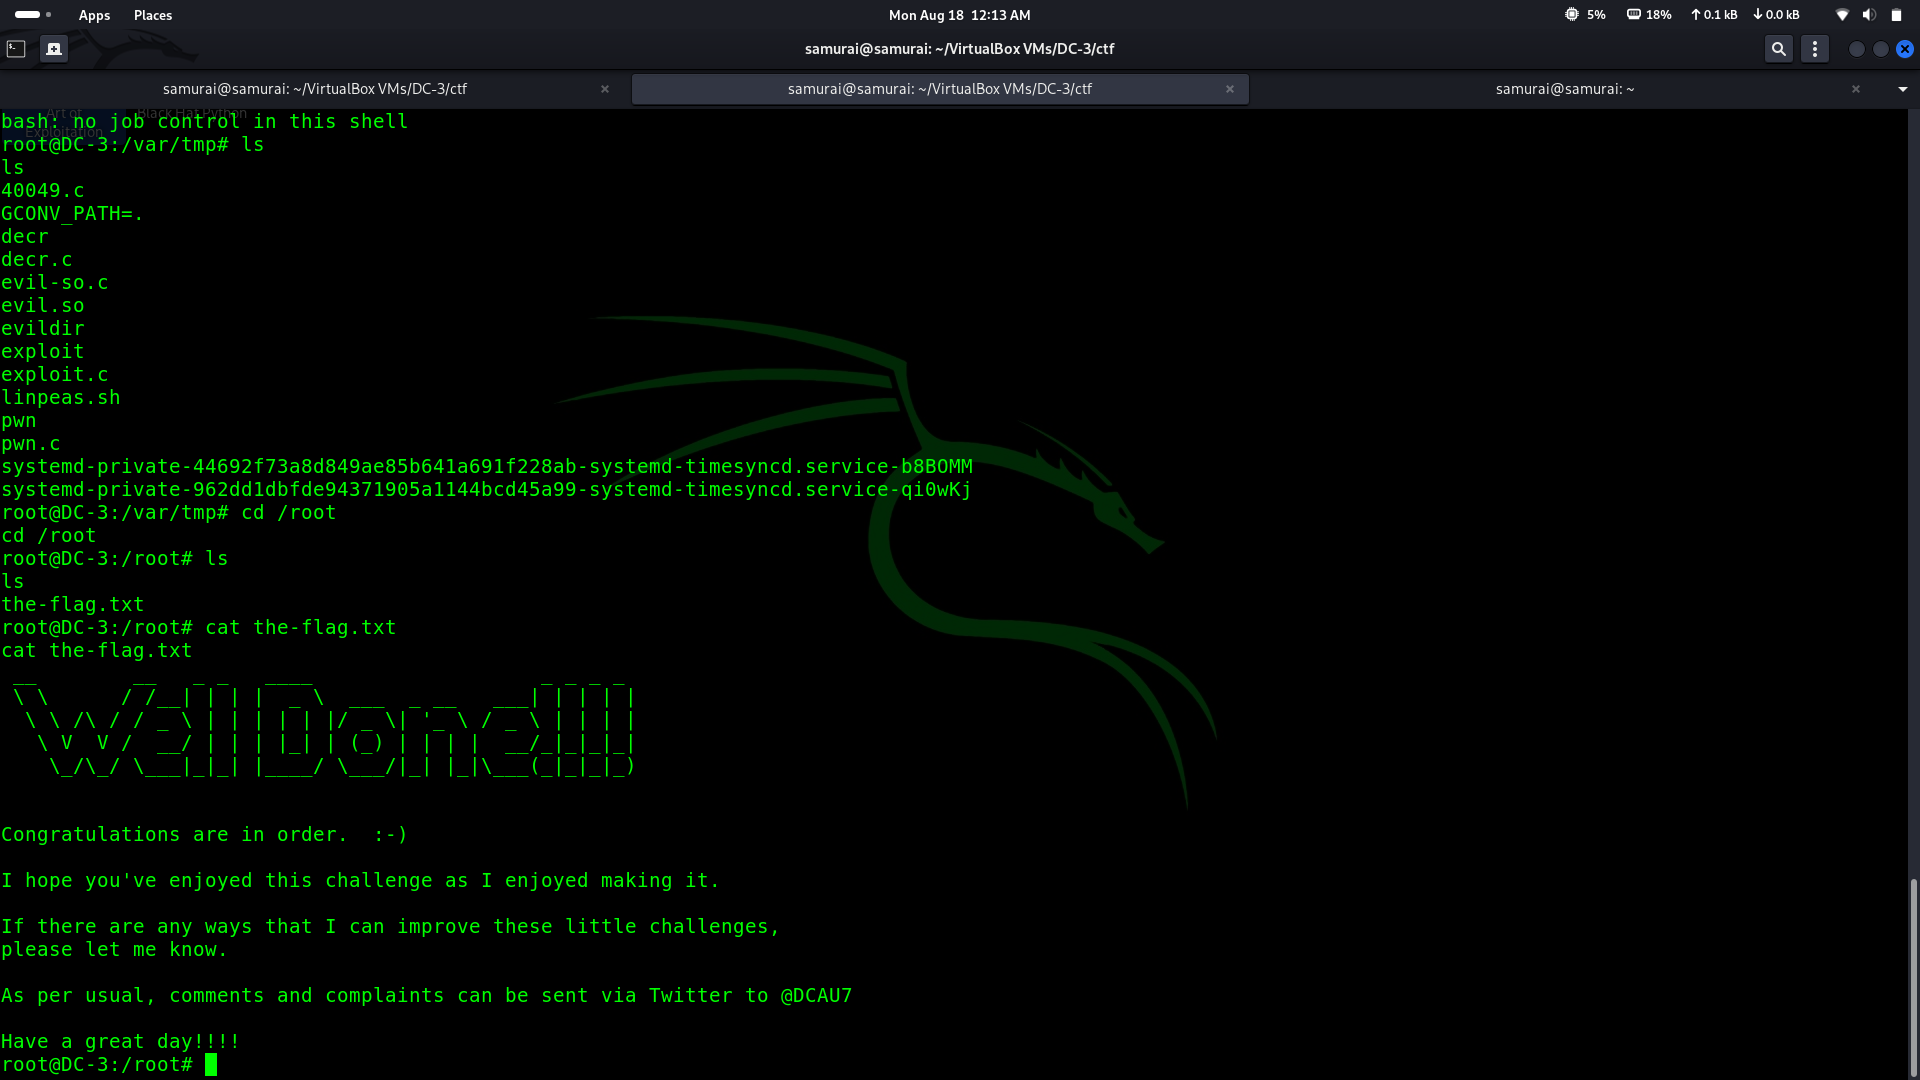 Apps Places Mon Aug 18 12:13 AM 5% 18% 0.1 kB 0.0 kB
samurai@samurai: ~/VirtualBox VMs/DC-3/ctf
samurai@samurai: ~/VirtualBox VMs/DC-3/ctf samurai@samurai: ~/VirtualBox VMs/DC-3/ctf samurai@samurai: ~
Art of Exploitation
Black Hat Python
bash: no job control in this shell
root@DC-3:/var/tmp# ls
ls
40049.c
GCONV_PATH=.
decr
decr.c
evil-so.c
evil.so
evildir
exploit
exploit.c
linpeas.sh
pwn
pwn.c
systemd-private-44692f73a8d849ae85b641a691f228ab-systemd-timesyncd.service-b8BOMM
systemd-private-962dd1dbfde94371905a1144bcd45a99-systemd-timesyncd.service-qi0wKj
root@DC-3:/var/tmp# cd /root
cd /root
root@DC-3:/root# ls
ls
the-flag.txt
root@DC-3:/root# cat the-flag.txt
cat the-flag.txt
Well Done!!!!
Congratulations are in order.  :-)
I hope you've enjoyed this challenge as I enjoyed making it.
If there are any ways that I can improve these little challenges,
please let me know.
As per usual, comments and complaints can be sent via Twitter to @DCAU7
Have a great day!!!!
root@DC-3:/root#